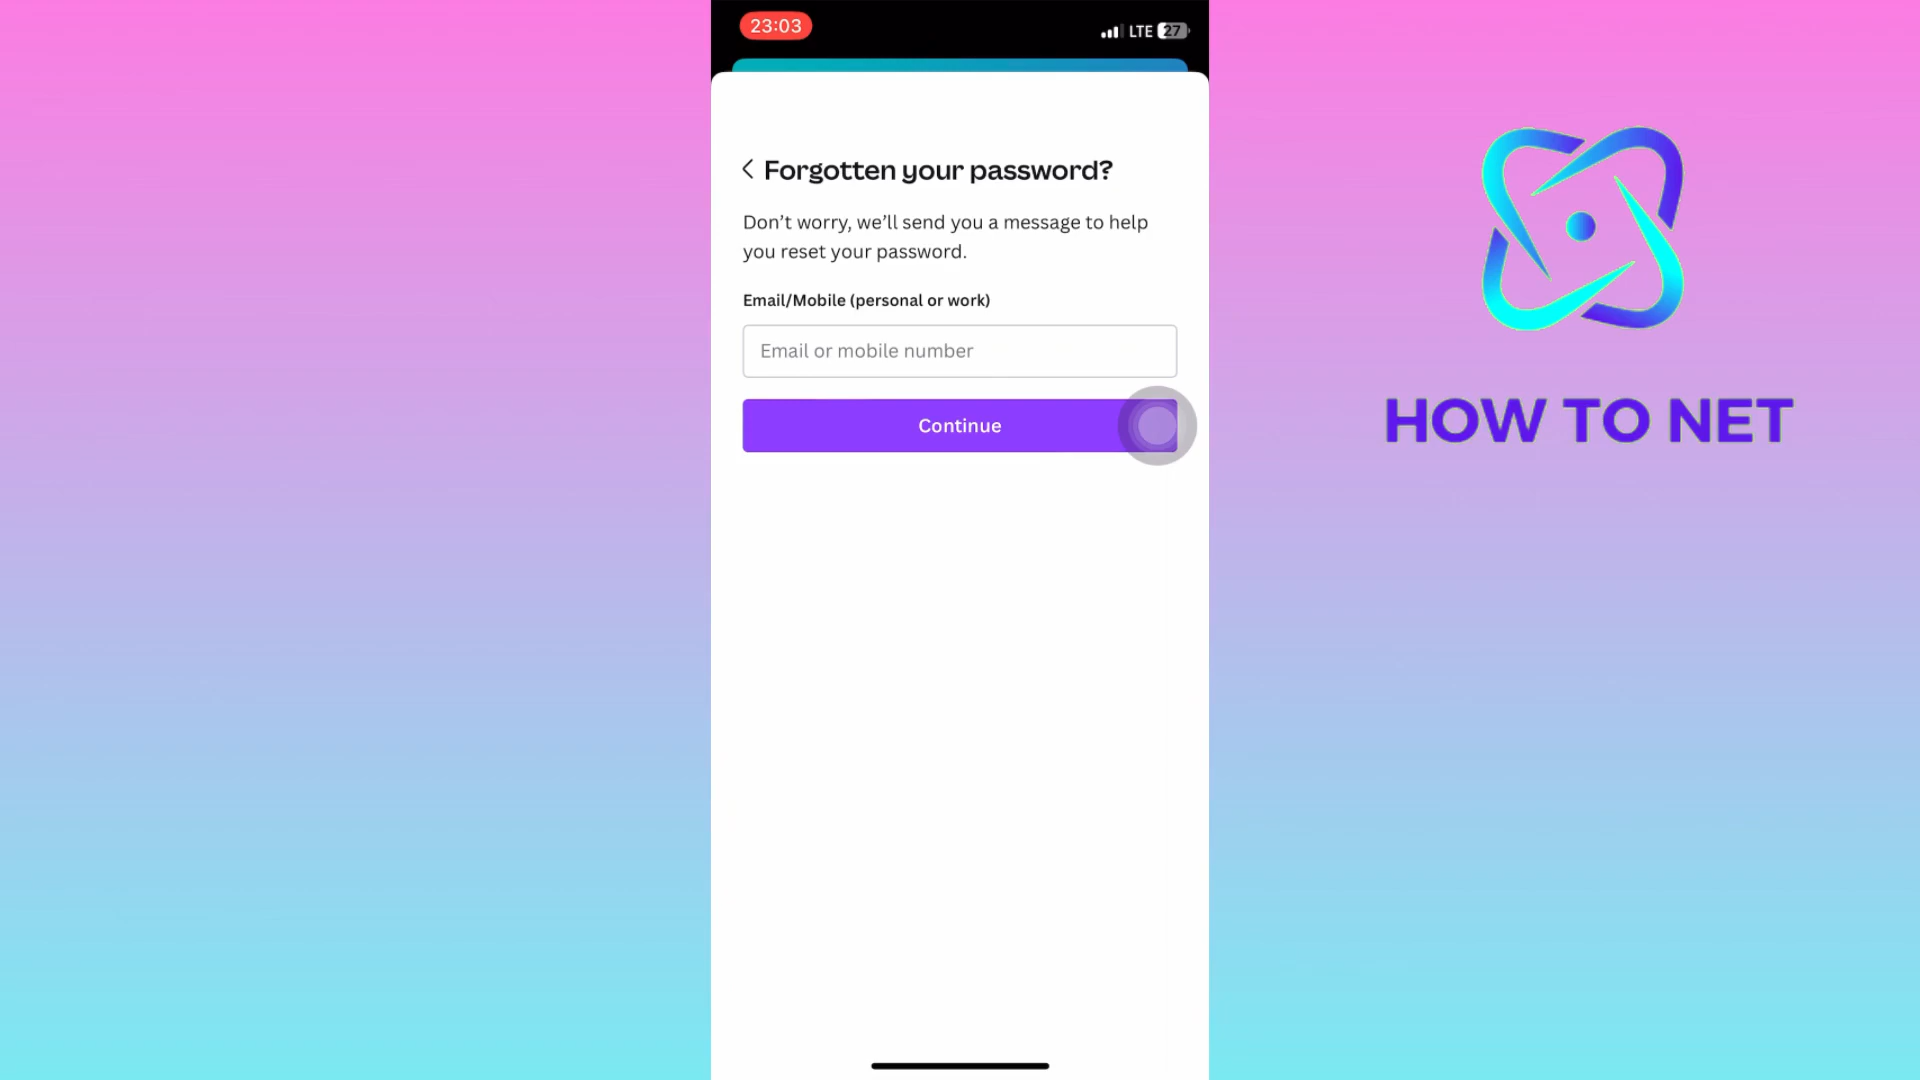 23:03
LTE 27
Forgotten your password?
Don’t worry, we’ll send you a message to help
you reset your password.
Email/Mobile (personal or work)
Email or mobile number
Continue
HOW TO NET